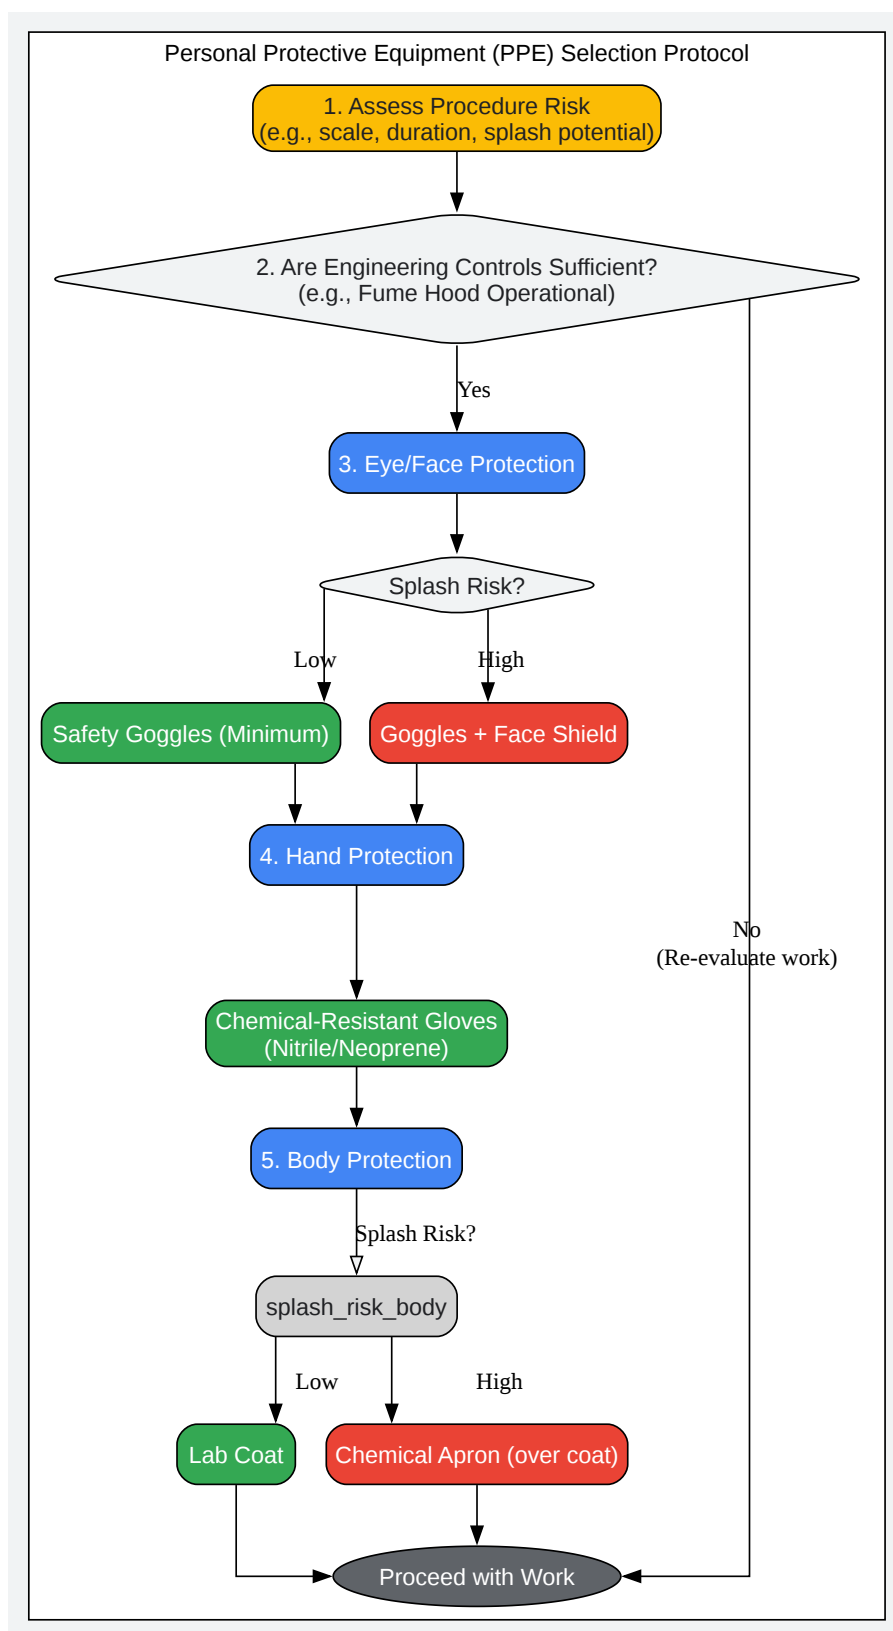 Personal Protective Equipment (PPE) Selection Protocol
1. Assess Procedure Risk
(e.g., scale, duration, splash potential)
2. Are Engineering Controls Sufficient?
(e.g., Fume Hood Operational)
Yes
3. Eye/Face Protection
Splash Risk?
Low
High
Safety Goggles (Minimum)
Goggles + Face Shield
4. Hand Protection
No
(Re-evaluate work)
Chemical-Resistant Gloves
(Nitrile/Neoprene)
5. Body Protection
Splash Risk?
splash_risk_body
Low
High
Lab Coat
Chemical Apron (over coat)
Proceed with Work